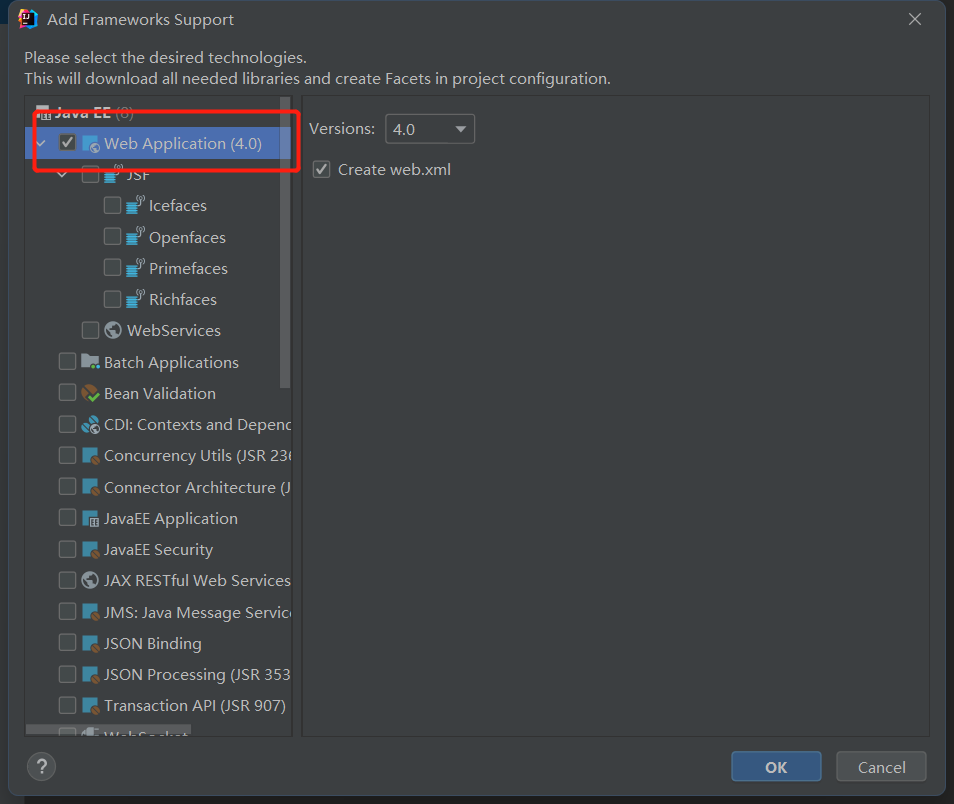 Add Frameworks Support
Please select the desired technologies.
This will download all needed libraries and create Facets in project configuration.
Java EE (8)
Web Application (4.0)
Versions: 4.0
Create web.xml
JSF
Icefaces
Openfaces
Primefaces
Richfaces
WebServices
Batch Applications
Bean Validation
CDI: Contexts and Depend
Concurrency Utils (JSR 236
Connector Architecture (J
JavaEE Application
JavaEE Security
JAX RESTful Web Services
JMS: Java Message Servic
JSON Binding
JSON Processing (JSR 353
Transaction API (JSR 907)
WebSocket
?
OK
Cancel